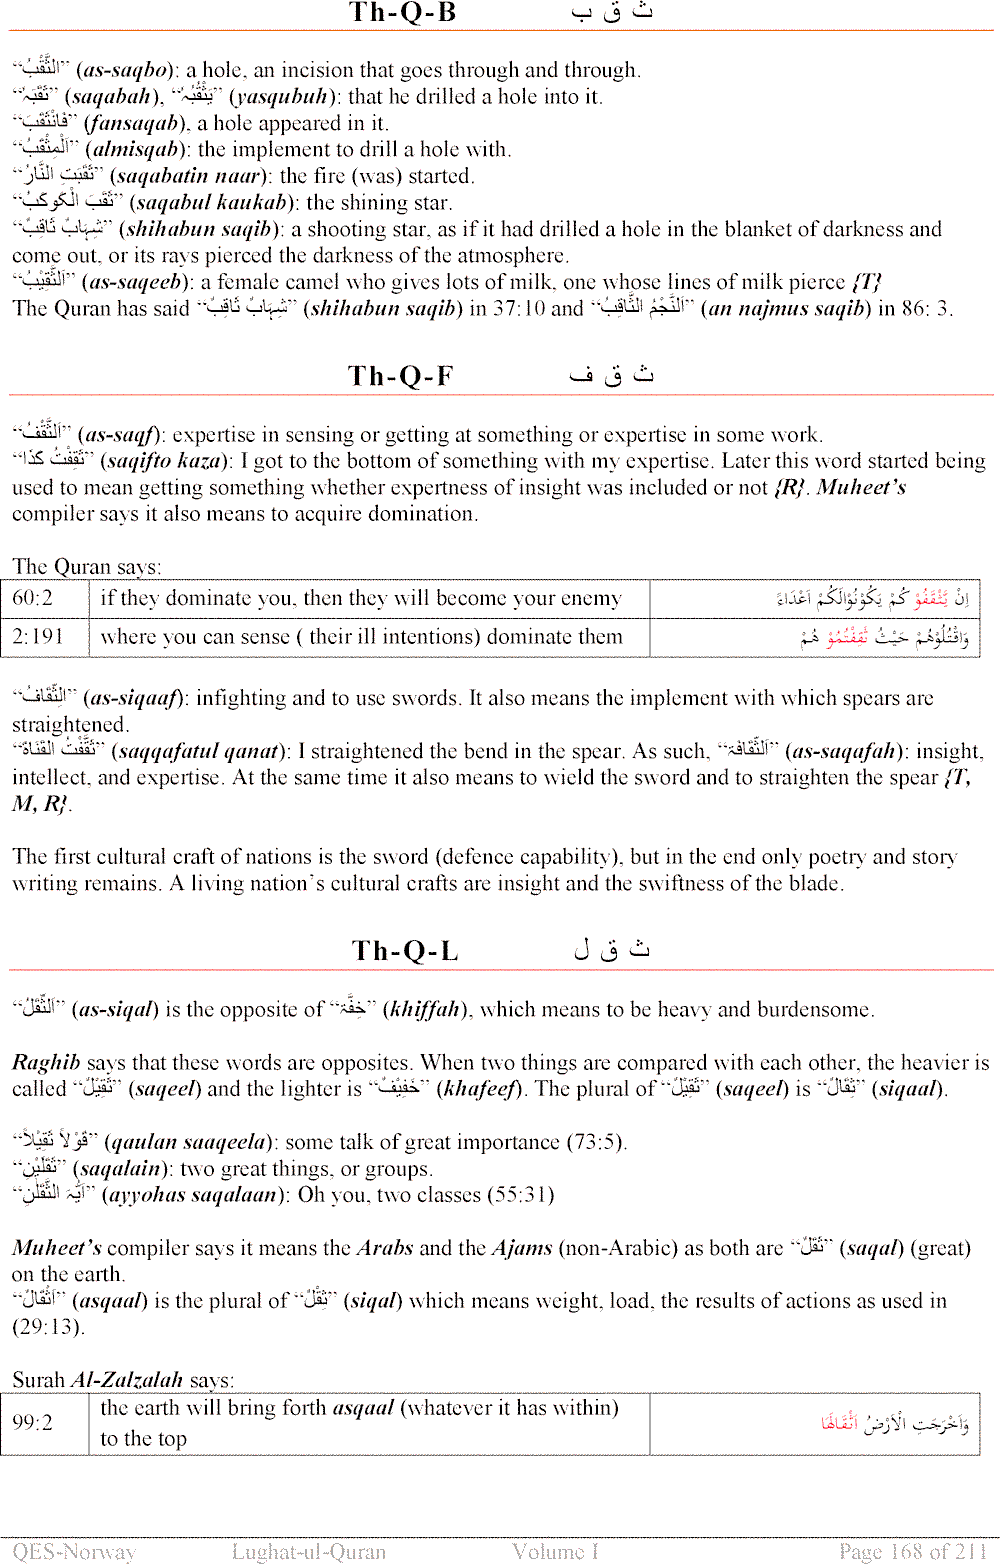 Th-Q-B ث ق ب
“الثَّقْبُ” (as-saqbo): a hole, an incision that goes through and through.
“ثَقَبَہٗ” (saqabah), “یَثْقُبُہٗ” (yasqubuh): that he drilled a hole into it.
“فَانْثَقَبَ” (fansaqab), a hole appeared in it.
“اَلْمِثْقَبُ” (almisqab): the implement to drill a hole with.
“ثَقَبَتِ النَّارُ” (saqabatin naar): the fire (was) started.
“ثَقَبَ الْکَوکَبُ” (saqabul kaukab): the shining star.
“شِہَابٌ ثَاقِبٌ” (shihabun saqib): a shooting star, as if it had drilled a hole in the blanket of darkness and
come out, or its rays pierced the darkness of the atmosphere.
“اَلثَّقِیْبُ” (as-saqeeb): a female camel who gives lots of milk, one whose lines of milk pierce {T}
The Quran has said “شِہَابٌ ثَاقِبٌ” (shihabun saqib) in 37:10 and “اَلنَّجْمُ الثَّاقِبُ” (an najmus saqib) in 86: 3.
Th-Q-F ث ق ف
“اَلثَّقْفُ” (as-saqf): expertise in sensing or getting at something or expertise in some work.
“ثَقِفْتُ کَذَا” (saqifto kaza): I got to the bottom of something with my expertise. Later this word started being
used to mean getting something whether expertness of insight was included or not {R}. Muheet’s
compiler says it also means to acquire domination.
The Quran says:
60:2 if they dominate you, then they will become your enemy اِنْ یَّثْقَفُوْ کُمْ یَکُوْنُوْالَکُمْ اَعْدَاءً
2:191 where you can sense ( their ill intentions) dominate them وَاقْتُلُوْهُمْ حَیْثُ ثَقِفْتُمُوْ هُمْ
“الثِّقَافُ” (as-siqaaf): infighting and to use swords. It also means the implement with which spears are
straightened.
“ثَقَّفْتُ القَنَاۃَ” (saqqafatul qanat): I straightened the bend in the spear. As such, “اَلثَّقَافَۃ” (as-saqafah): insight,
intellect, and expertise. At the same time it also means to wield the sword and to straighten the spear {T,
M, R}.
The first cultural craft of nations is the sword (defence capability), but in the end only poetry and story
writing remains. A living nation’s cultural crafts are insight and the swiftness of the blade.
Th-Q-L ث ق ل
“اَلثِّقَلُ” (as-siqal) is the opposite of “خِفَّۃ” (khiffah), which means to be heavy and burdensome.
Raghib says that these words are opposites. When two things are compared with each other, the heavier is
called “ثَقِیْلٌ” (saqeel) and the lighter is “خَفِیْفٌ” (khafeef). The plural of “ثَقِیْلٌ” (saqeel) is “ثِقَالٌ” (siqaal).
“قَوْلاً ثَقِیْلاً” (qaulan saaqeela): some talk of great importance (73:5).
“ثَقَلَیْنِ” (saqalain): two great things, or groups.
“اَیُّہَ الثَّقَلٰنِ” (ayyohas saqalaan): Oh you, two classes (55:31)
Muheet’s compiler says it means the Arabs and the Ajams (non-Arabic) as both are “ثَقَلٌ” (saqal) (great)
on the earth.
“اَثْقَالٌ” (asqaal) is the plural of “ثِقْلٌ” (siqal) which means weight, load, the results of actions as used in
(29:13).
Surah Al-Zalzalah says:
99:2 the earth will bring forth asqaal (whatever it has within) وَاَخْرَجَتِ الْاَرْضُ اَثْقَالَهَا
to the top
QES-Norway Lughat-ul-Quran Volume I Page 168 of 211